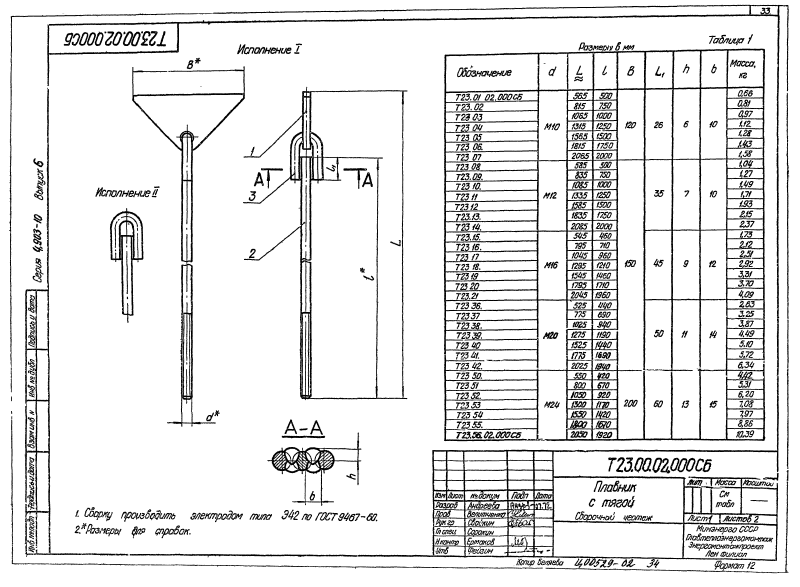 33
Т23.00.02.000СБ
Исполнение I
В*
Исполнение II
1
А
А
3
2
l₁
l*
L
d*
А-А
h
b
Серия 4.903-10 Выпуск 6
Таблица 1
Размеры в мм
Обозначение d L≈ l В L₁ h b Масса, кг
Т23.01.02.000СБ М10 565 500 120 26 6 10 0,66
Т23.02 815 750 0,81
Т23.03 1065 1000 0,97
Т23.04 1315 1250 1,12
Т23.05 1565 1500 1,28
Т23.06. 1815 1750 1,43
Т23.07 2065 2000 1,58
Т23.08 М12 585 500 150 35 7 10 1,04
Т23.09. 835 750 1,27
Т23.10. 1085 1000 1,49
Т23.11 1335 1250 1,71
Т23.12 1585 1500 1,93
Т23.13. 1835 1750 2,15
Т23.14. 2085 2000 2,37
Т23.15. М16 545 460 45 9 12 1,73
Т23.16. 795 710 2,12
Т23.17 1045 960 2,51
Т23.18. 1295 1210 2,92
Т23.19 1545 1460 3,31
Т23.20 1795 1710 3,70
Т23.21 2045 1960 4,09
Т23.36. М20 525 440 50 11 14 2,63
Т23.37 775 690 3,25
Т23.38. 1025 940 3,87
Т23.39. 1275 1190 4,49
Т23.40 1525 1440 5,10
Т23.41. 1775 1690 5,72
Т23.42. 2025 1940 6,34
Т23.50. М24 550 420 200 60 13 15 4,42
Т23.51 800 670 5,31
Т23.52. 1050 920 6,20
Т23.53 1300 1170 7,08
Т23.54 1550 1420 7,97
Т23.55. 1800 1670 8,86
Т23.56.02.000СБ 2050 1920 10,39
1. Сварку производить электродом типа Э42 по ГОСТ 9467-60.
2.*Размеры для справок.
Т23.00.02.000СБ
Плавник с тягой
Сборочный чертеж
Лит. Масса Масштаб
См табл
Лист 1 Листов 2
Минэнерго СССР
Главтеплоэнергомонтаж
Энергомонтажпроект
Лен филиал
Изм Лист № докум Подп Дата
Разраб Андреева
Пров Величенко
Рук гр
Гл спец
Н контр Ермаков
Утв Фейгин
Копир Беляева
Ц00529-02 34
Формат 12
Подпись и дата
Инв № дубл
Взам инв №
Подпись и дата
Инв № подл